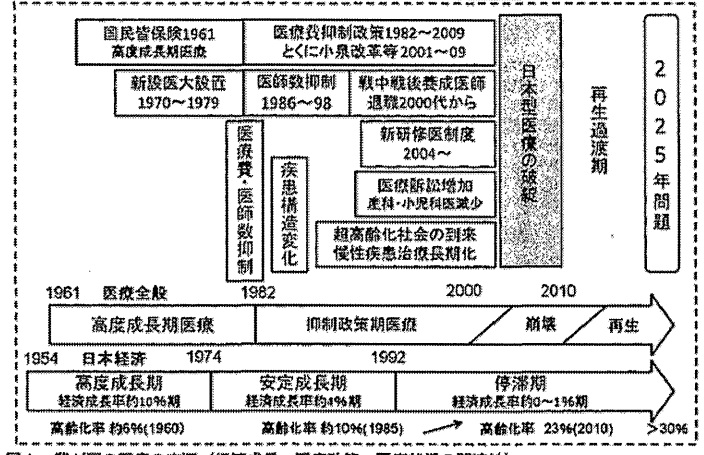 国民皆保険1961
高度成長期医療
医療費抑制政策1982～2009
とくに小泉改革等2001～09
新設医大設置
1970～1979
医師数抑制
1986～98
戦中戦後養成医師
退職2000代から
新研修医制度
2004～
医療訴訟増加
産科・小児科医減少
超高齢化社会の到来
慢性疾患治療長期化
医療費・医師数抑制
疾患構造変化
日本型医療の破綻
再生過渡期
2025年問題
1961 医療全般 1982 2000 2010
高度成長期医療 抑制政策期医療 崩壊 再生
1954 日本経済 1974 1992
高度成長期 安定成長期 停滞期
経済成長率約10%期 経済成長率約4%期 経済成長率約0～1%期
高齢化率 約6%(1960) 高齢化率 約10%(1985) 高齢化率 23%(2010) >30%